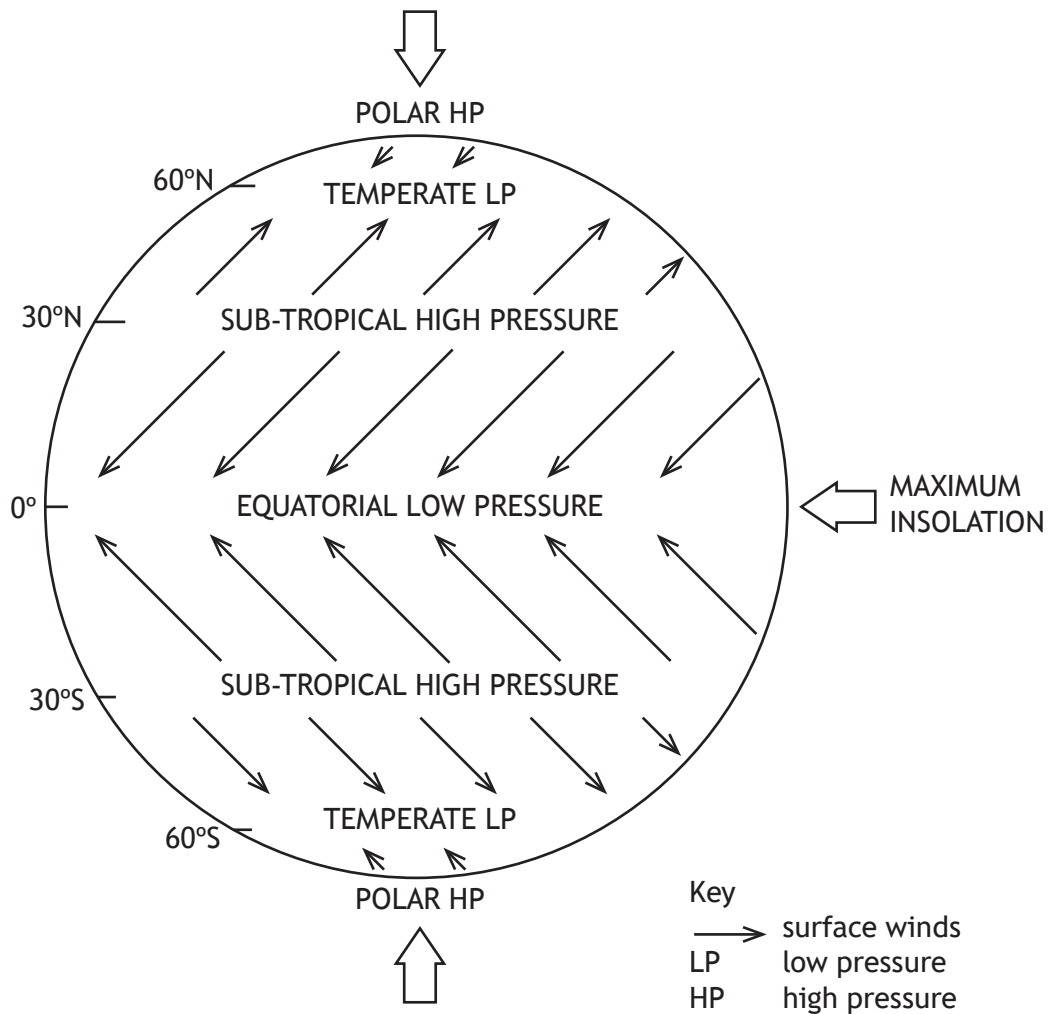 POLAR HP
60ºN
TEMPERATE LP
30ºN
SUB-TROPICAL HIGH PRESSURE
0º
EQUATORIAL LOW PRESSURE
MAXIMUM
INSOLATION
SUB-TROPICAL HIGH PRESSURE
30ºS
TEMPERATE LP
60ºS
POLAR HP
Key
surface winds
LP low pressure
HP high pressure